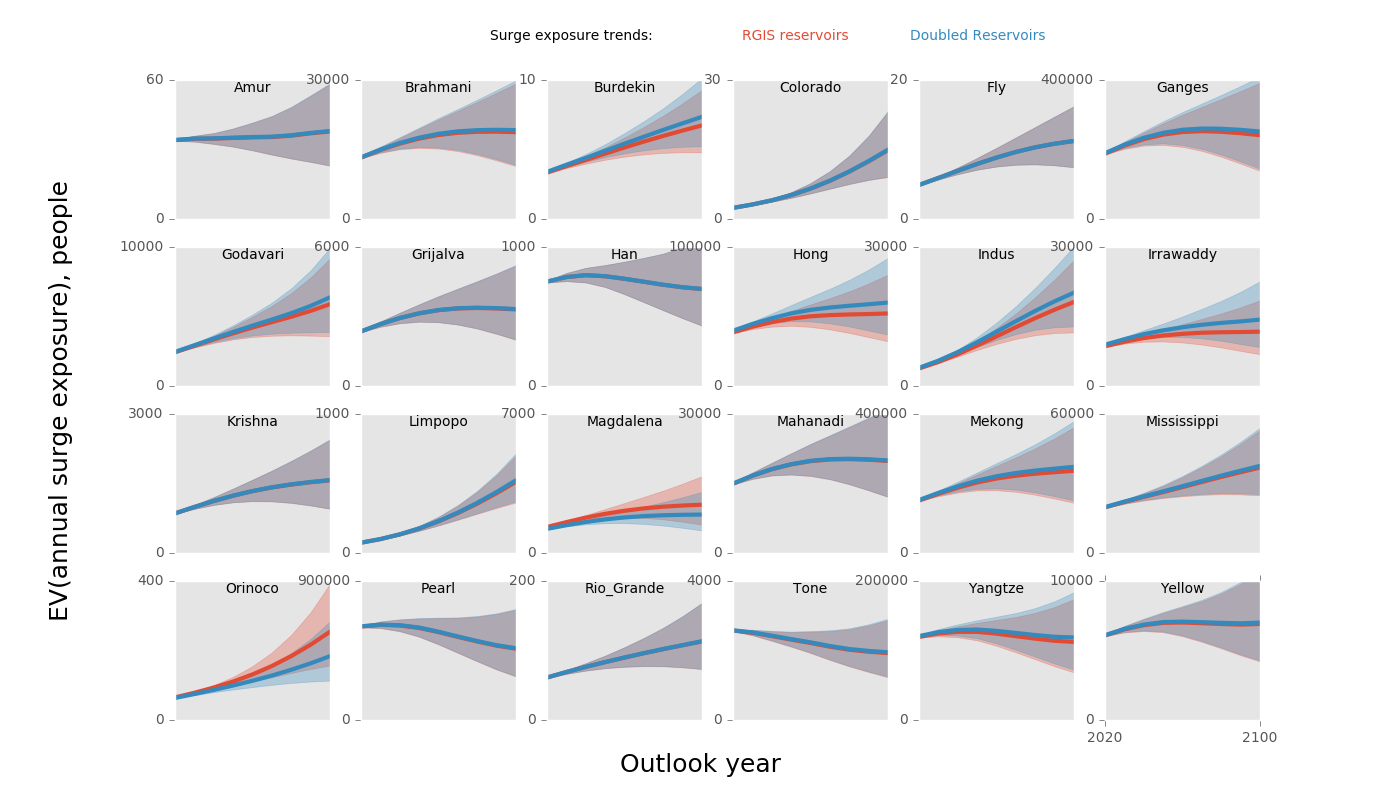 Surge exposure trends: RGIS reservoirs Doubled Reservoirs
60 Amur 30000 Brahmani 10 Burdekin 30 Colorado 20 Fly 400000 Ganges
0 0 0 0 0 0
10000 Godavari 6000 Grijalva 1000 Han 100000 Hong 30000 Indus 30000 Irrawaddy
0 0 0 0 0 0
3000 Krishna 1000 Limpopo 7000 Magdalena 30000 Mahanadi 400000 Mekong 60000 Mississippi
0 0 0 0 0 0
400 Orinoco 900000 Pearl 200 Rio_Grande 4000 Tone 200000 Yangtze 10000 Yellow
0 0 0 0 0 0
2020 2100
EV(annual surge exposure), people
Outlook year